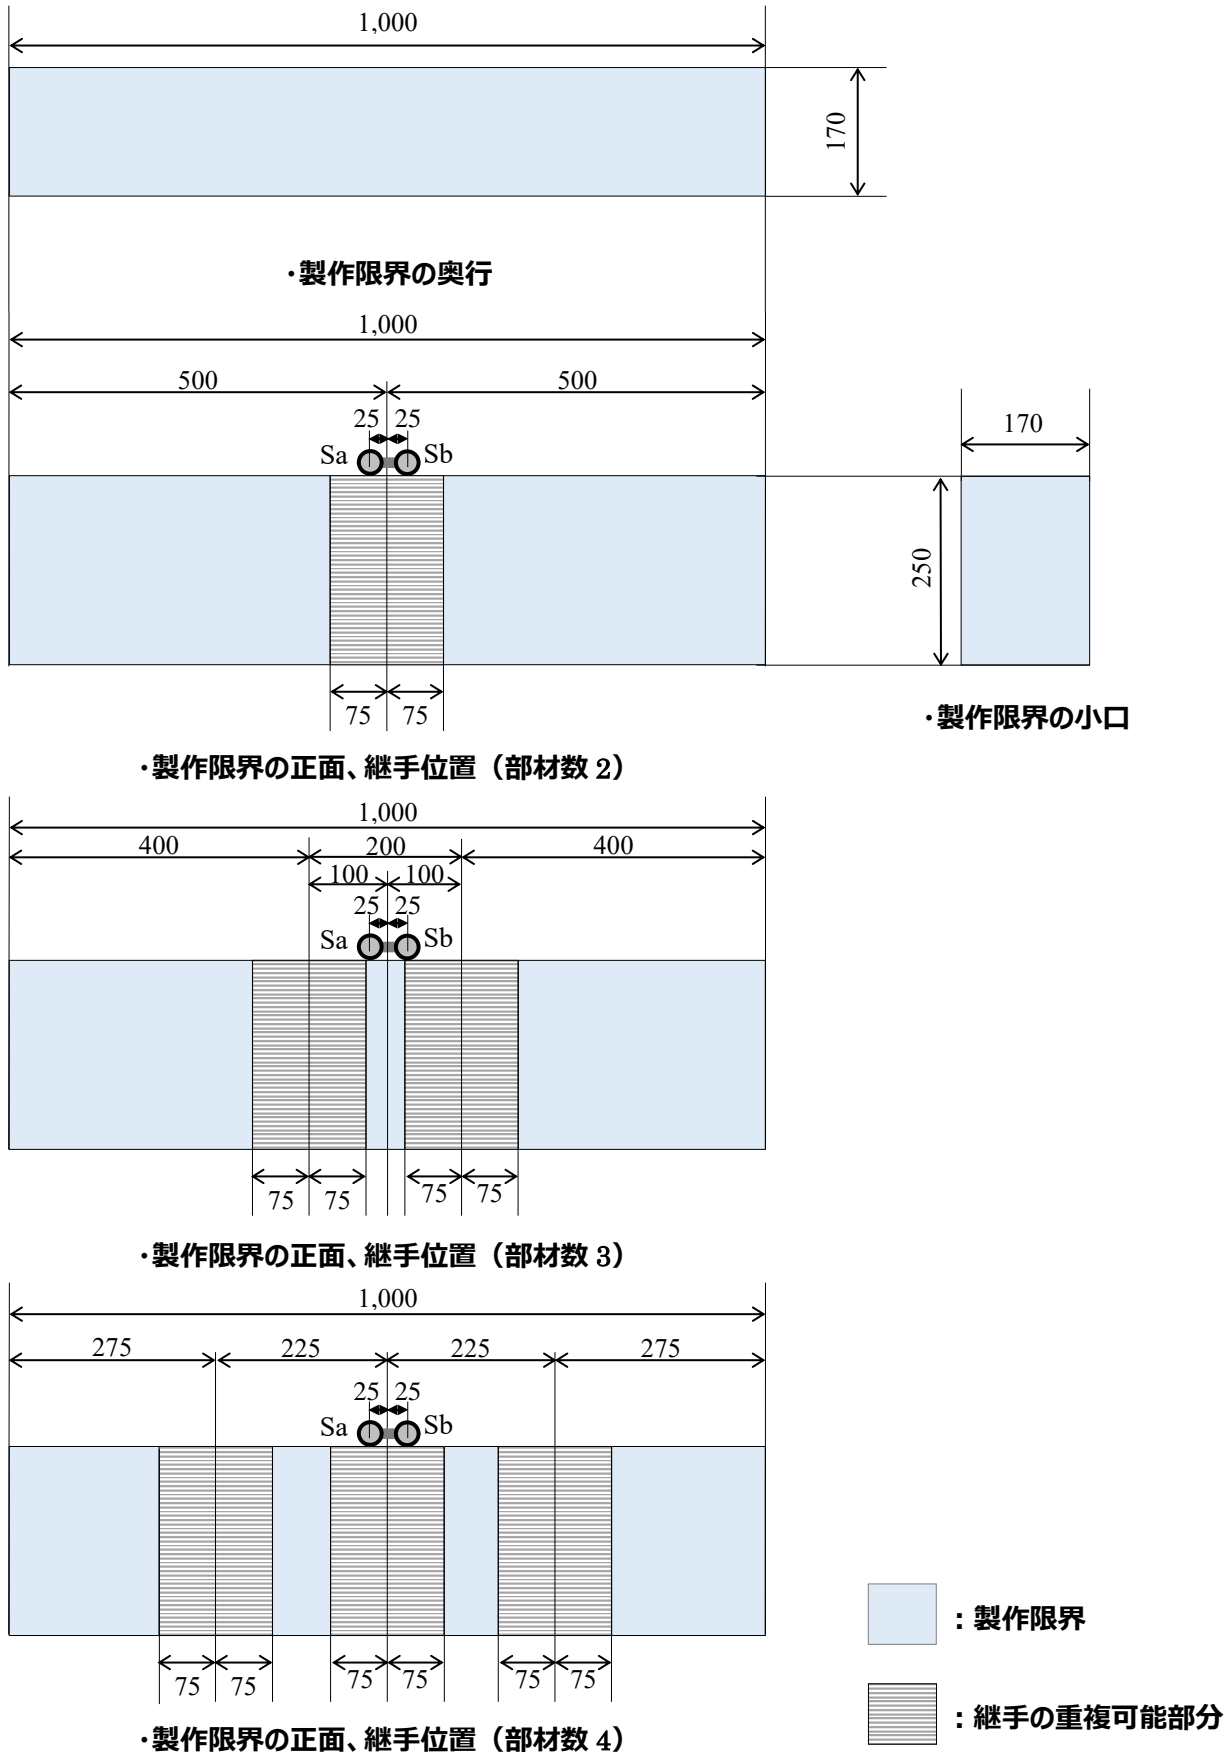 1,000
170
・製作限界の奥行
1,000
500 500
25 25
Sa Sb
170
250
75 75
・製作限界の小口
・製作限界の正面、継手位置（部材数 2）
1,000
400 200 400
100 100
25 25
Sa Sb
75 75 75 75
・製作限界の正面、継手位置（部材数 3）
1,000
275 225 225 275
25 25
Sa Sb
75 75 75 75 75 75
・製作限界の正面、継手位置（部材数 4）
：製作限界
：継手の重複可能部分